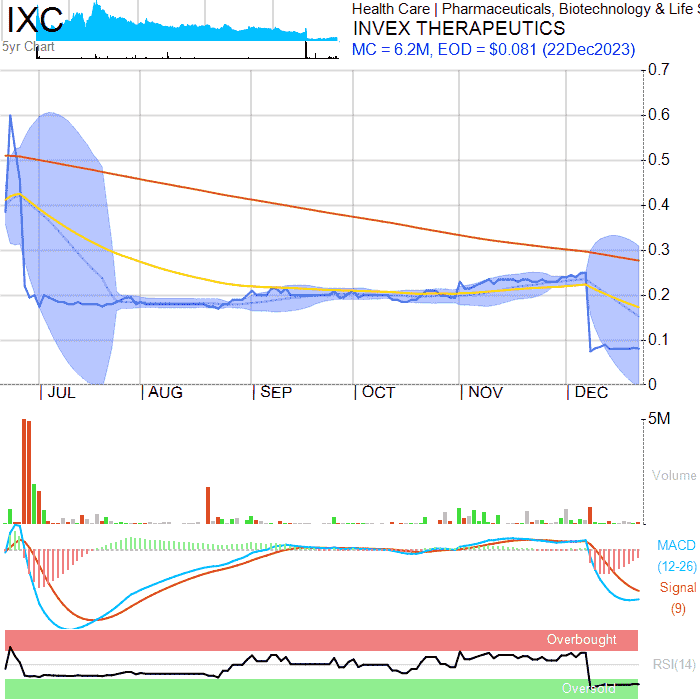 IXC
5yr Chart
Health Care | Pharmaceuticals, Biotechnology & Life S
INVEX THERAPEUTICS
MC = 6.2M, EOD = $0.081 (22Dec2023)
0.7
0.6
0.5
0.4
0.3
0.2
0.1
0
JUL AUG SEP OCT NOV DEC
5M
Volume
MACD
(12-26)
Signal
(9)
Overbought
RSI(14)
Oversold